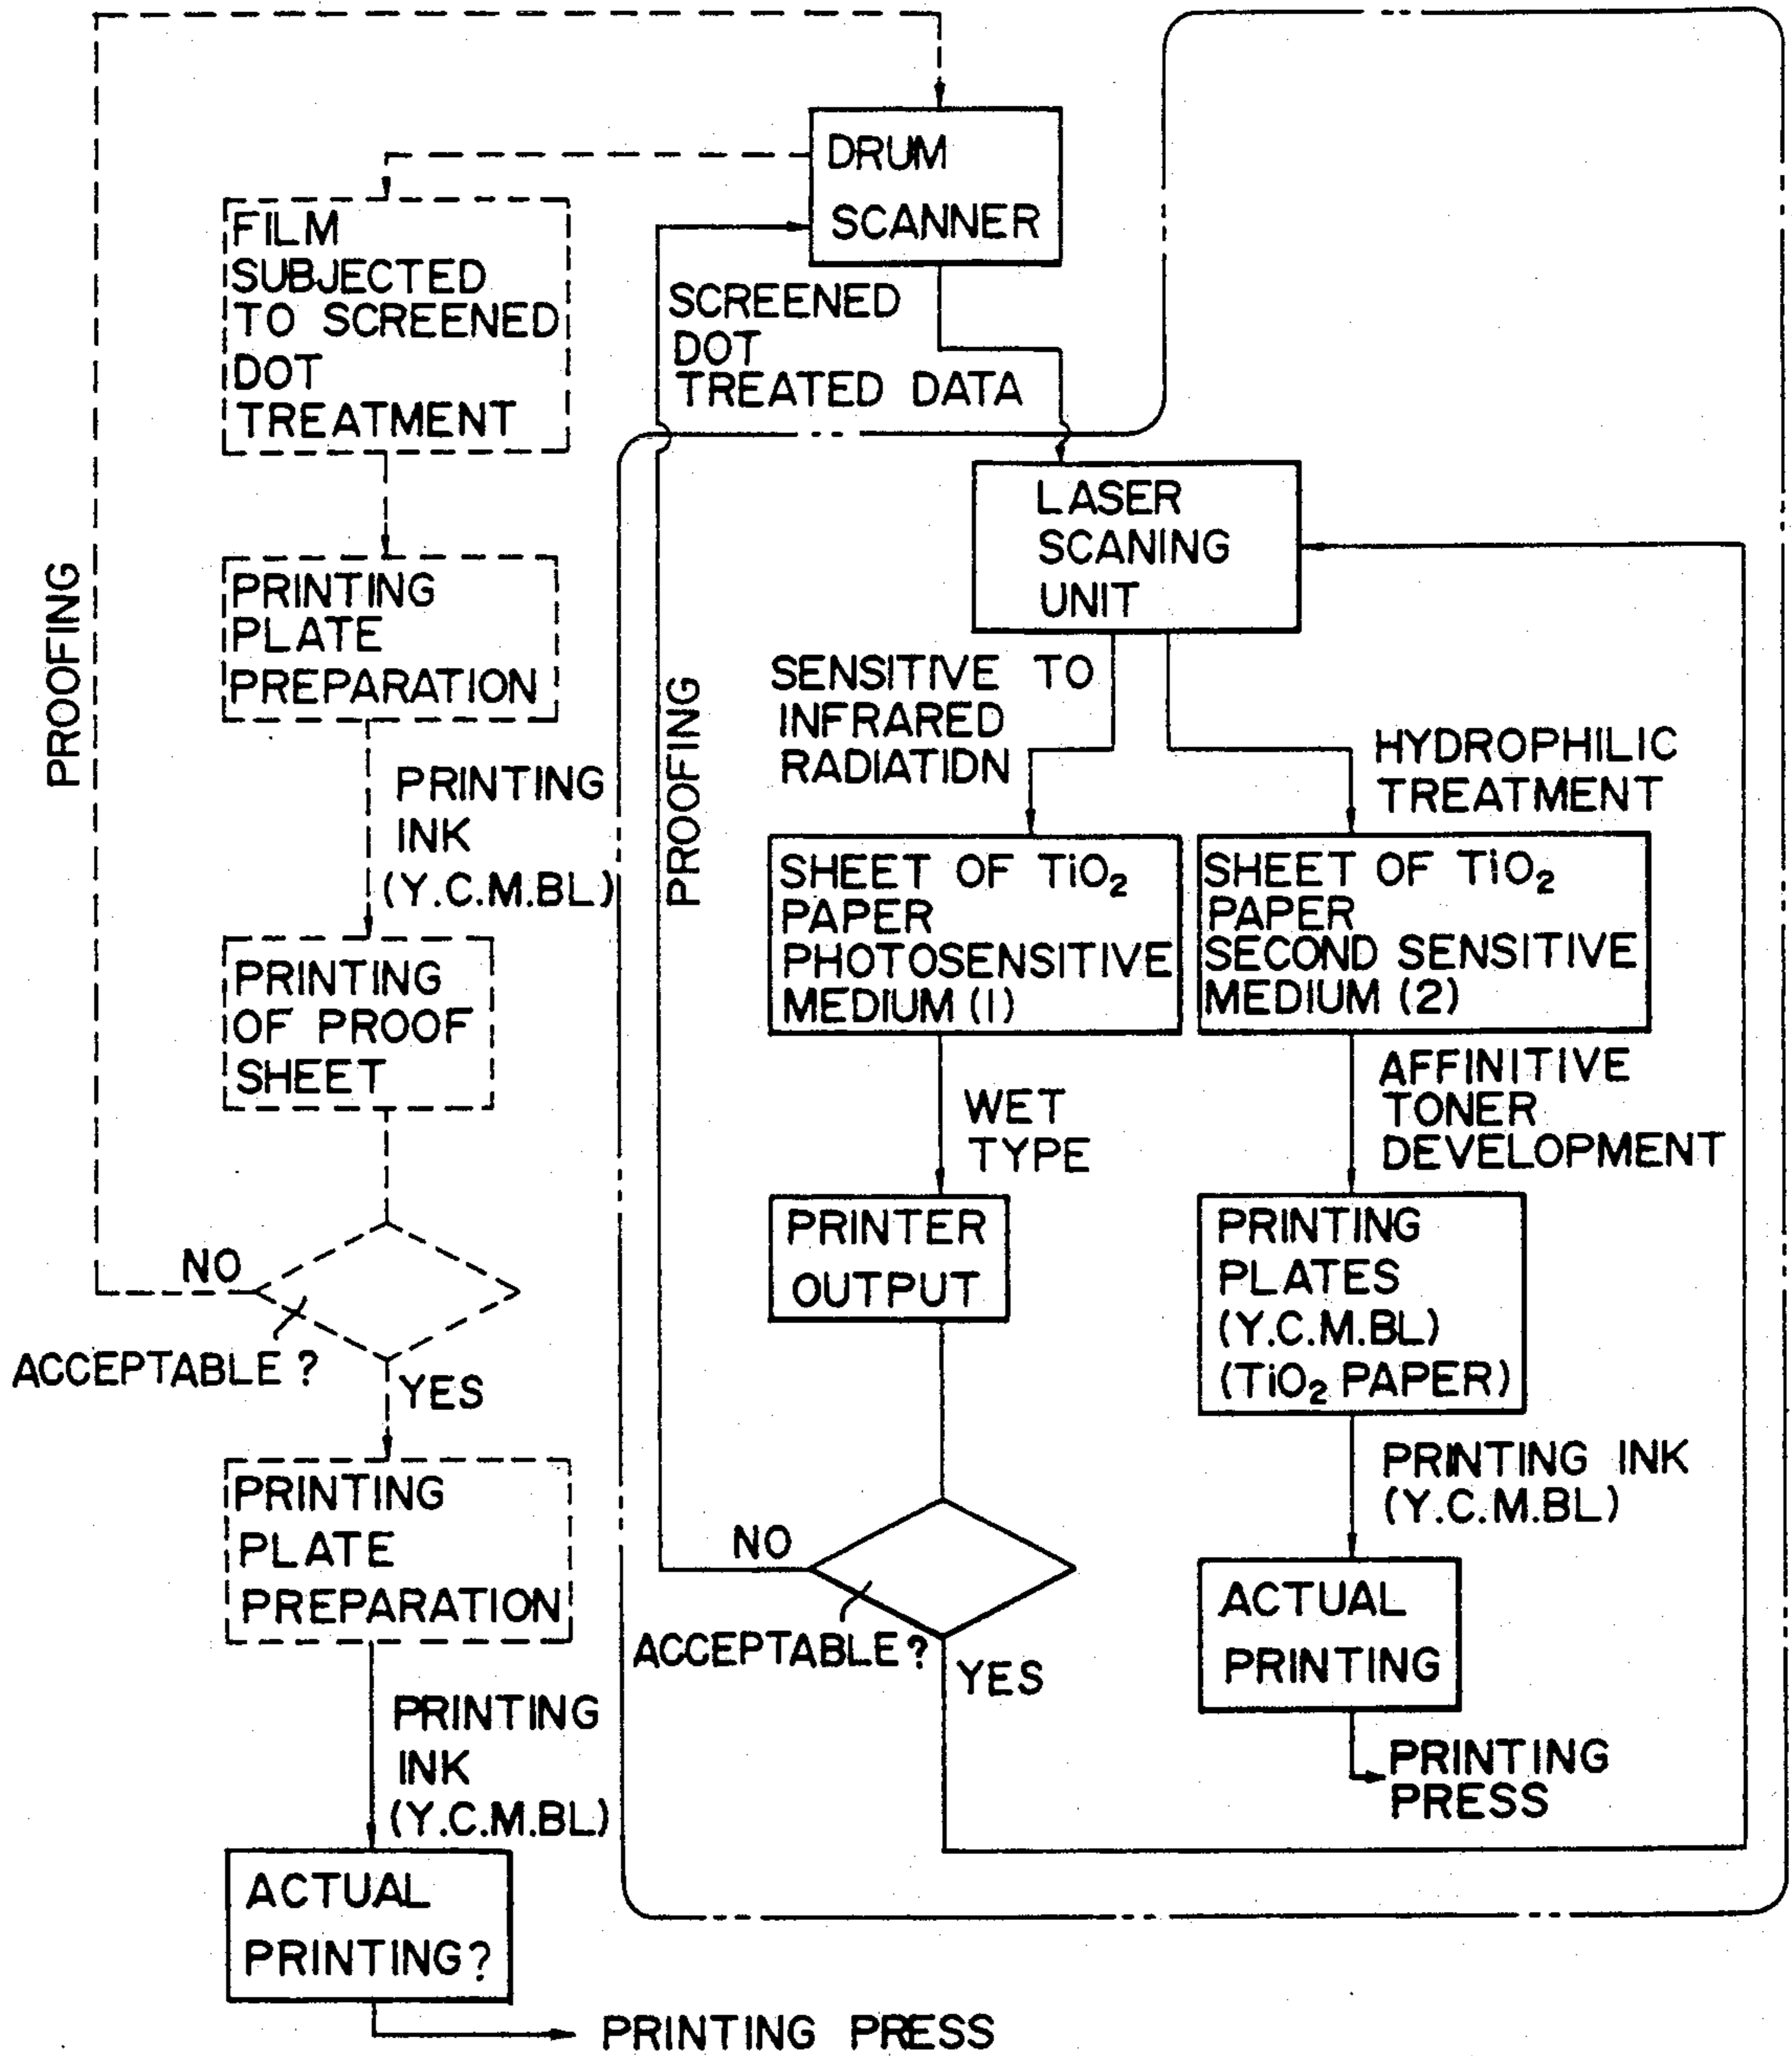 DRUM
SCANNER
FILM
SUBJECTED
TO SCREENED
DOT
TREATMENT
SCREENED
DOT
TREATED DATA
LASER
SCANING
UNIT
PROOFING
PRINTING
PLATE
PREPARATION
SENSITIVE TO
INFRARED
RADIATION
HYDROPHILIC
TREATMENT
PROOFING
PRINTING
INK
(Y.C.M.BL)
SHEET OF TiO2
PAPER
PHOTOSENSITIVE
MEDIUM (1)
SHEET OF TiO2
PAPER
SECOND SENSITIVE
MEDIUM (2)
PRINTING
OF PROOF
SHEET
WET
TYPE
AFFINITIVE
TONER
DEVELOPMENT
NO
ACCEPTABLE ?
YES
PRINTER
OUTPUT
PRINTING
PLATES
(Y.C.M.BL)
(TiO2 PAPER)
PRINTING
PLATE
PREPARATION
NO
ACCEPTABLE ?
YES
PRINTING INK
(Y.C.M.BL)
ACTUAL
PRINTING
PRINTING
PRESS
PRINTING
INK
(Y.C.M.BL)
ACTUAL
PRINTING?
PRINTING PRESS